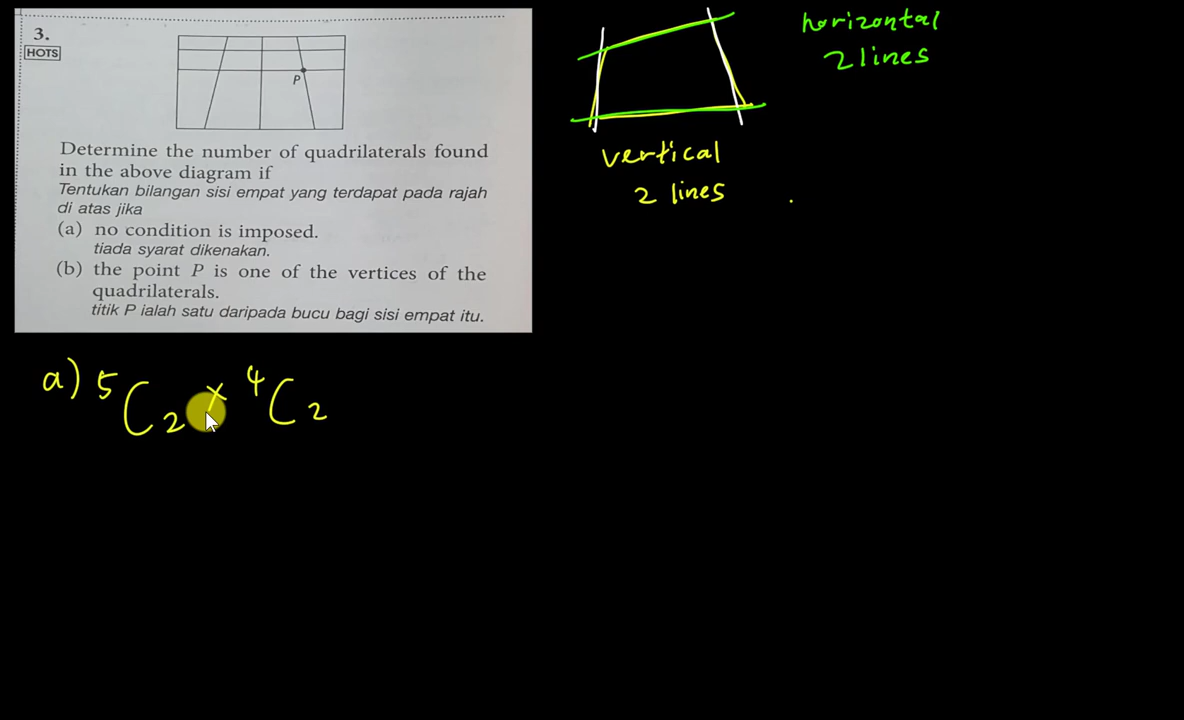 3.
HOTS
P
Determine the number of quadrilaterals found
in the above diagram if
Tentukan bilangan sisi empat yang terdapat pada rajah
di atas jika
(a) no condition is imposed.
tiada syarat dikenakan.
(b) the point P is one of the vertices of the
quadrilaterals.
titik P ialah satu daripada bucu bagi sisi empat itu.
horizontal
2 lines
vertical
2 lines
a) ⁵C₂ × ⁴C₂